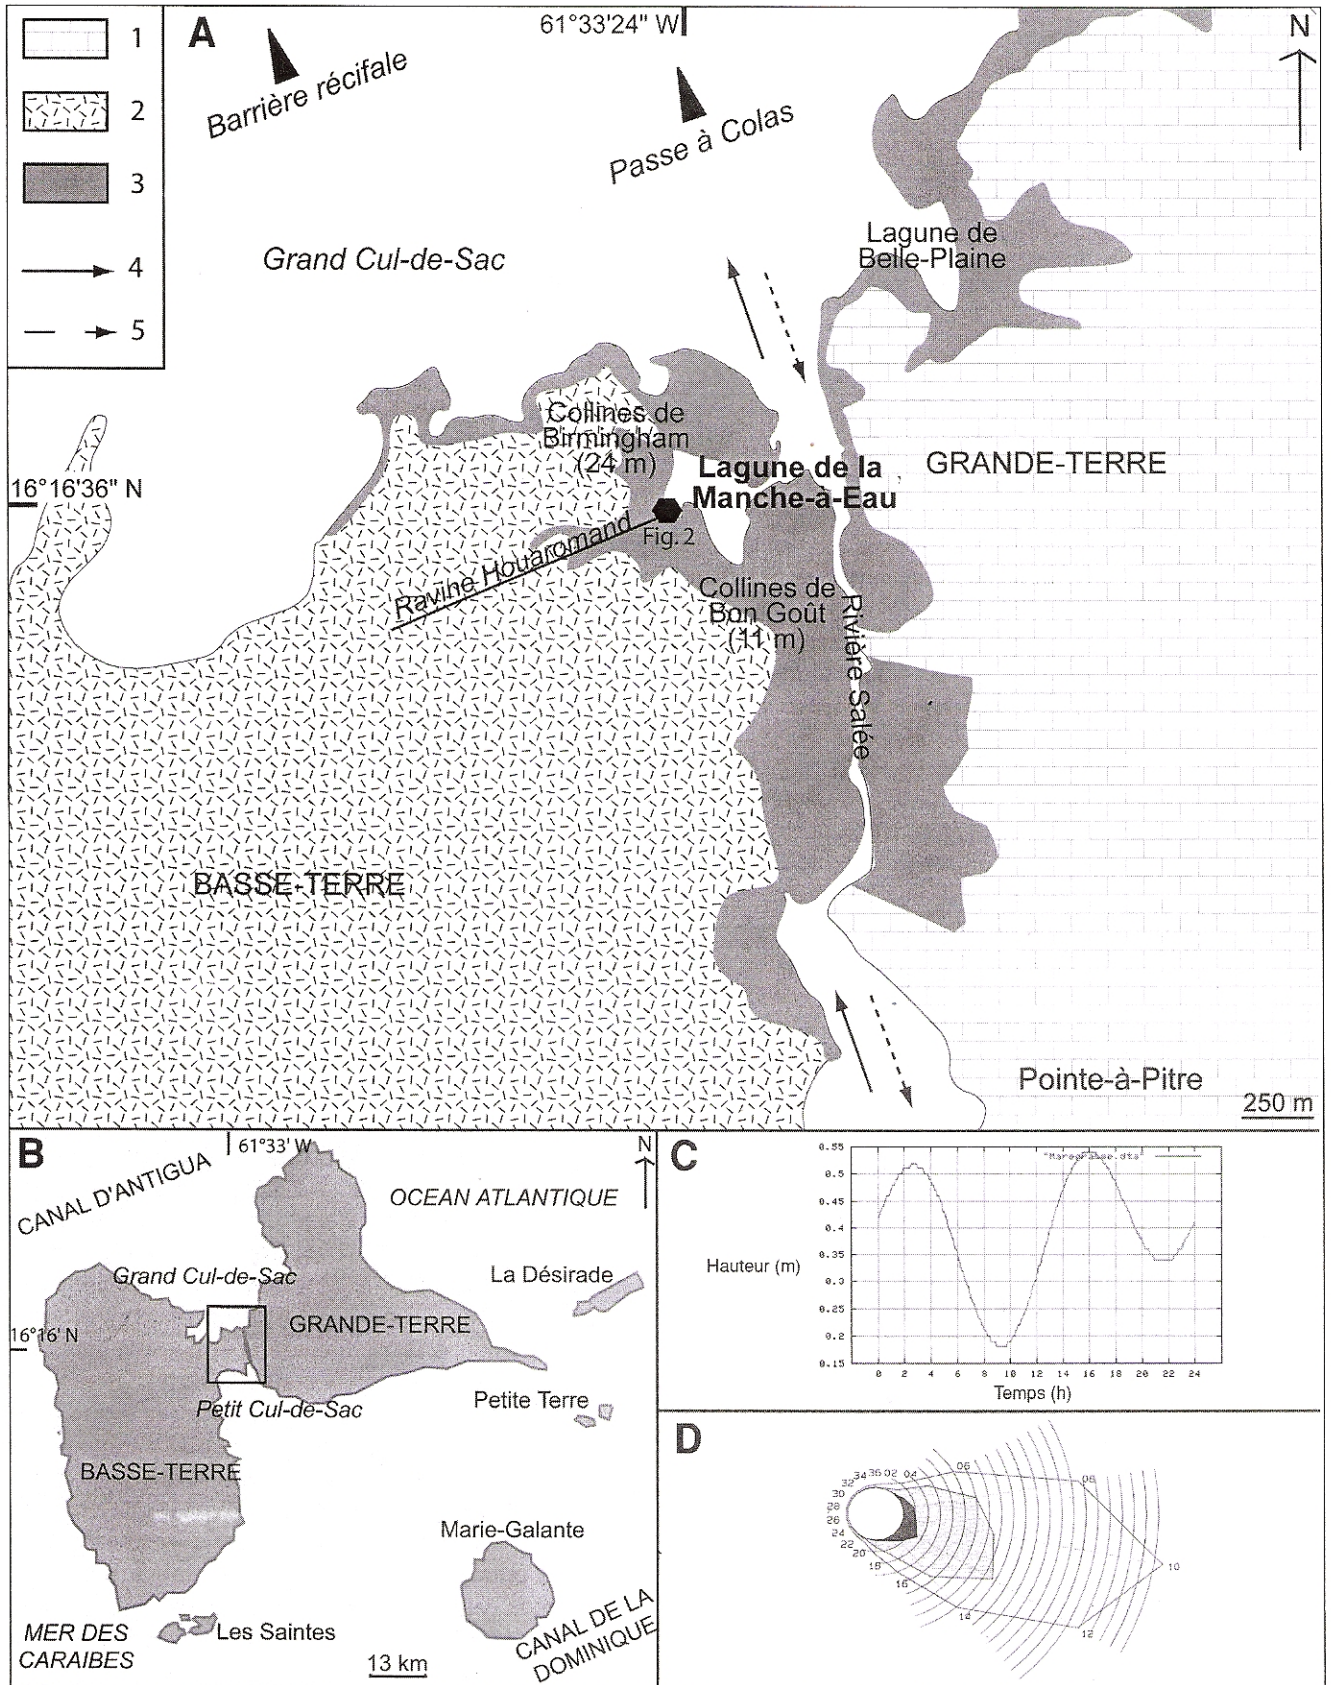 1
2
3
4
5
A
61°33'24" W
N
Barrière récifale
Passe à Colas
Grand Cul-de-Sac
Lagune de
Belle-Plaine
Collines de
Birmingham
(24 m)
Lagune de la
Manche-à-Eau
GRANDE-TERRE
16°16'36" N
Fig. 2
Ravine Houaromand
Collines de
Bon Goût
(11 m)
Rivière Salée
BASSE-TERRE
Pointe-à-Pitre
250 m
B
61°33' W
N
CANAL D'ANTIGUA
OCEAN ATLANTIQUE
Grand Cul-de-Sac
La Désirade
GRANDE-TERRE
16°16' N
Petit Cul-de-Sac
Petite Terre
BASSE-TERRE
Marie-Galante
MER DES
CARAIBES
Les Saintes
13 km
CANAL DE LA
DOMINIQUE
C
0.55
0.5
0.45
0.4
0.35
0.3
0.25
0.2
0.15
Hauteur (m)
0 2 4 6 8 10 12 14 16 18 20 22 24
Temps (h)
D
36 02 04 06
08
10
12
14
16
18
20
22
24
26
28
30
32
34